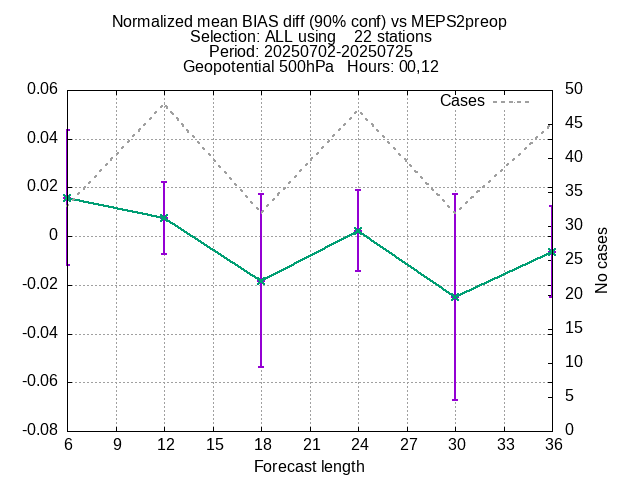 Normalized mean BIAS diff (90% conf) vs MEPS2preop
Selection: ALL using    22 stations
Period: 20250702-20250725
Geopotential 500hPa   Hours: 00,12
Cases
0.06
0.04
0.02
0
-0.02
-0.04
-0.06
-0.08
50
45
40
35
30
25
20
15
10
5
0
No cases
6 9 12 15 18 21 24 27 30 33 36
Forecast length